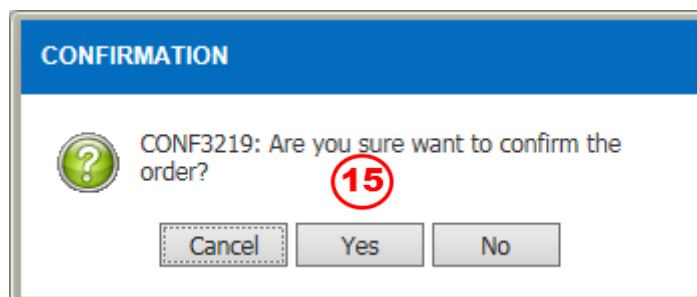 CONFIRMATION
CONF3219: Are you sure want to confirm the
order?
15
Cancel Yes No